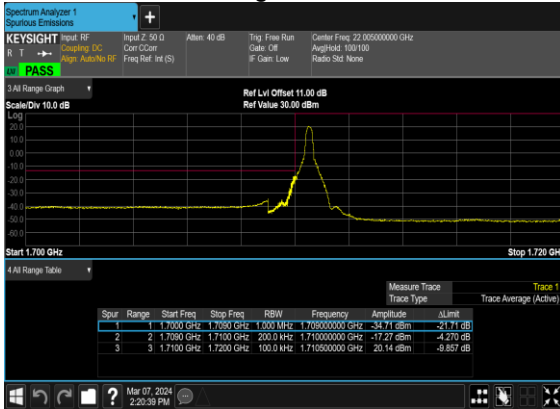 Spectrum Analyzer 1
Spurious Emissions
+
KEYSIGHT Input: RF Input Z: 50 Ω Atten: 40 dB Trig: Free Run Center Freq: 22.005000000 GHz
R T Coupling: DC Corr CCorr Gate: Off Avg|Hold: 100/100
Align: Auto/No RF Freq Ref: Int (S) IF Gain: Low Radio Std: None
PASS
3 All Range Graph
Ref Lvl Offset 11.00 dB
Scale/Div 10.0 dB Ref Value 30.00 dBm
Log
20.0
10.0
0.00
-10.0
-20.0
-30.0
-40.0
-50.0
-60.0
Start 1.700 GHz Stop 1.720 GH
4 All Range Table
Measure Trace Trace 1
Trace Type Trace Average (Active)
Spur Range Start Freq Stop Freq RBW Frequency Amplitude ΔLimit
1 1 1.7000 GHz 1.7090 GHz 1.000 MHz 1.709000000 GHz -34.71 dBm -21.71 dB
2 2 1.7090 GHz 1.7100 GHz 200.0 kHz 1.710000000 GHz -17.27 dBm -4.270 dB
3 3 1.7100 GHz 1.7200 GHz 100.0 kHz 1.710500000 GHz 20.14 dBm -9.857 dB
? Mar 07, 2024
2:20:39 PM